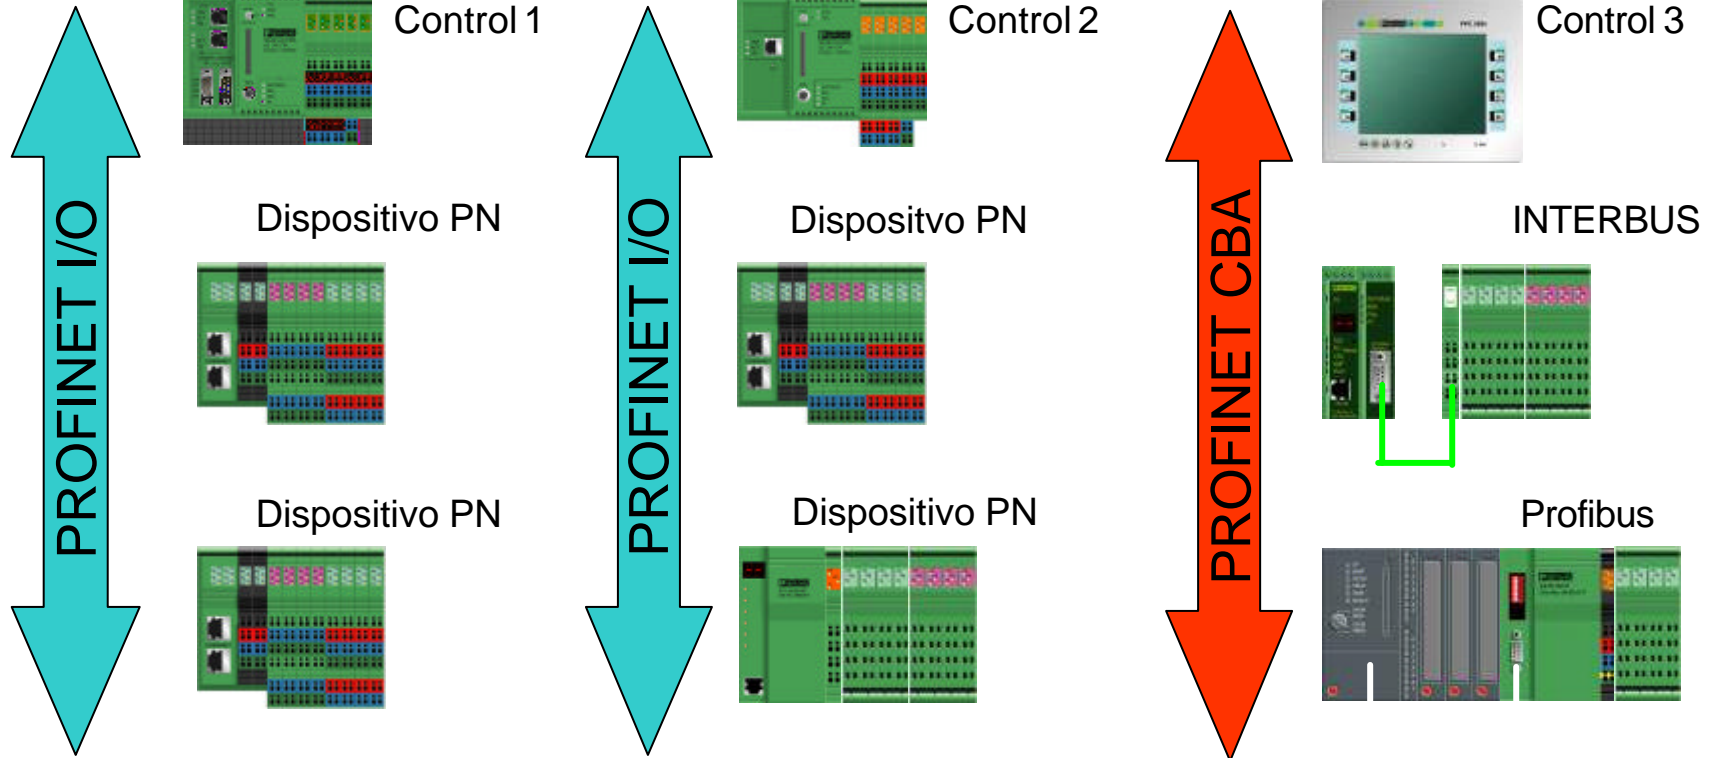 Control 1
Control 2
Control 3
PROFINET I/O
PROFINET I/O
PROFINET CBA
Dispositivo PN
Dispositvo PN
INTERBUS
Dispositivo PN
Dispositivo PN
Profibus